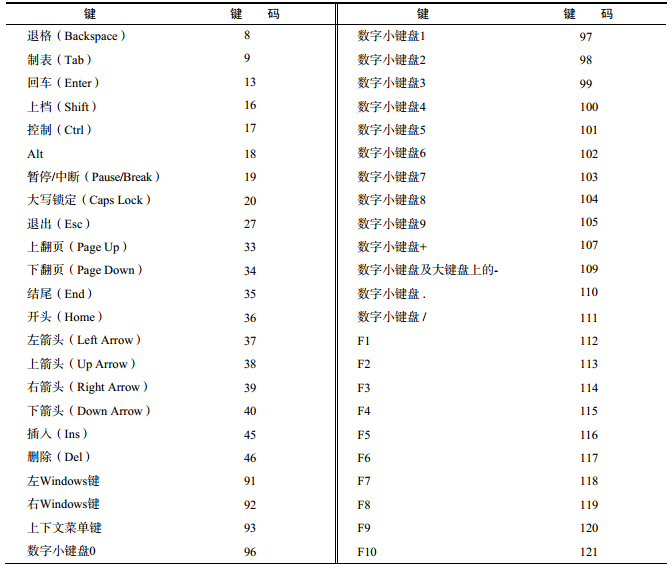 键 键 码 键 键 码
退格（Backspace） 8 数字小键盘1 97
制表（Tab） 9 数字小键盘2 98
回车（Enter） 13 数字小键盘3 99
上档（Shift） 16 数字小键盘4 100
控制（Ctrl） 17 数字小键盘5 101
Alt 18 数字小键盘6 102
暂停/中断（Pause/Break） 19 数字小键盘7 103
大写锁定（Caps Lock） 20 数字小键盘8 104
退出（Esc） 27 数字小键盘9 105
上翻页（Page Up） 33 数字小键盘+ 107
下翻页（Page Down） 34 数字小键盘及大键盘上的- 109
结尾（End） 35 数字小键盘 . 110
开头（Home） 36 数字小键盘 / 111
左箭头（Left Arrow） 37 F1 112
上箭头（Up Arrow） 38 F2 113
右箭头（Right Arrow） 39 F3 114
下箭头（Down Arrow） 40 F4 115
插入（Ins） 45 F5 116
删除（Del） 46 F6 117
左Windows键 91 F7 118
右Windows键 92 F8 119
上下文菜单键 93 F9 120
数字小键盘0 96 F10 121